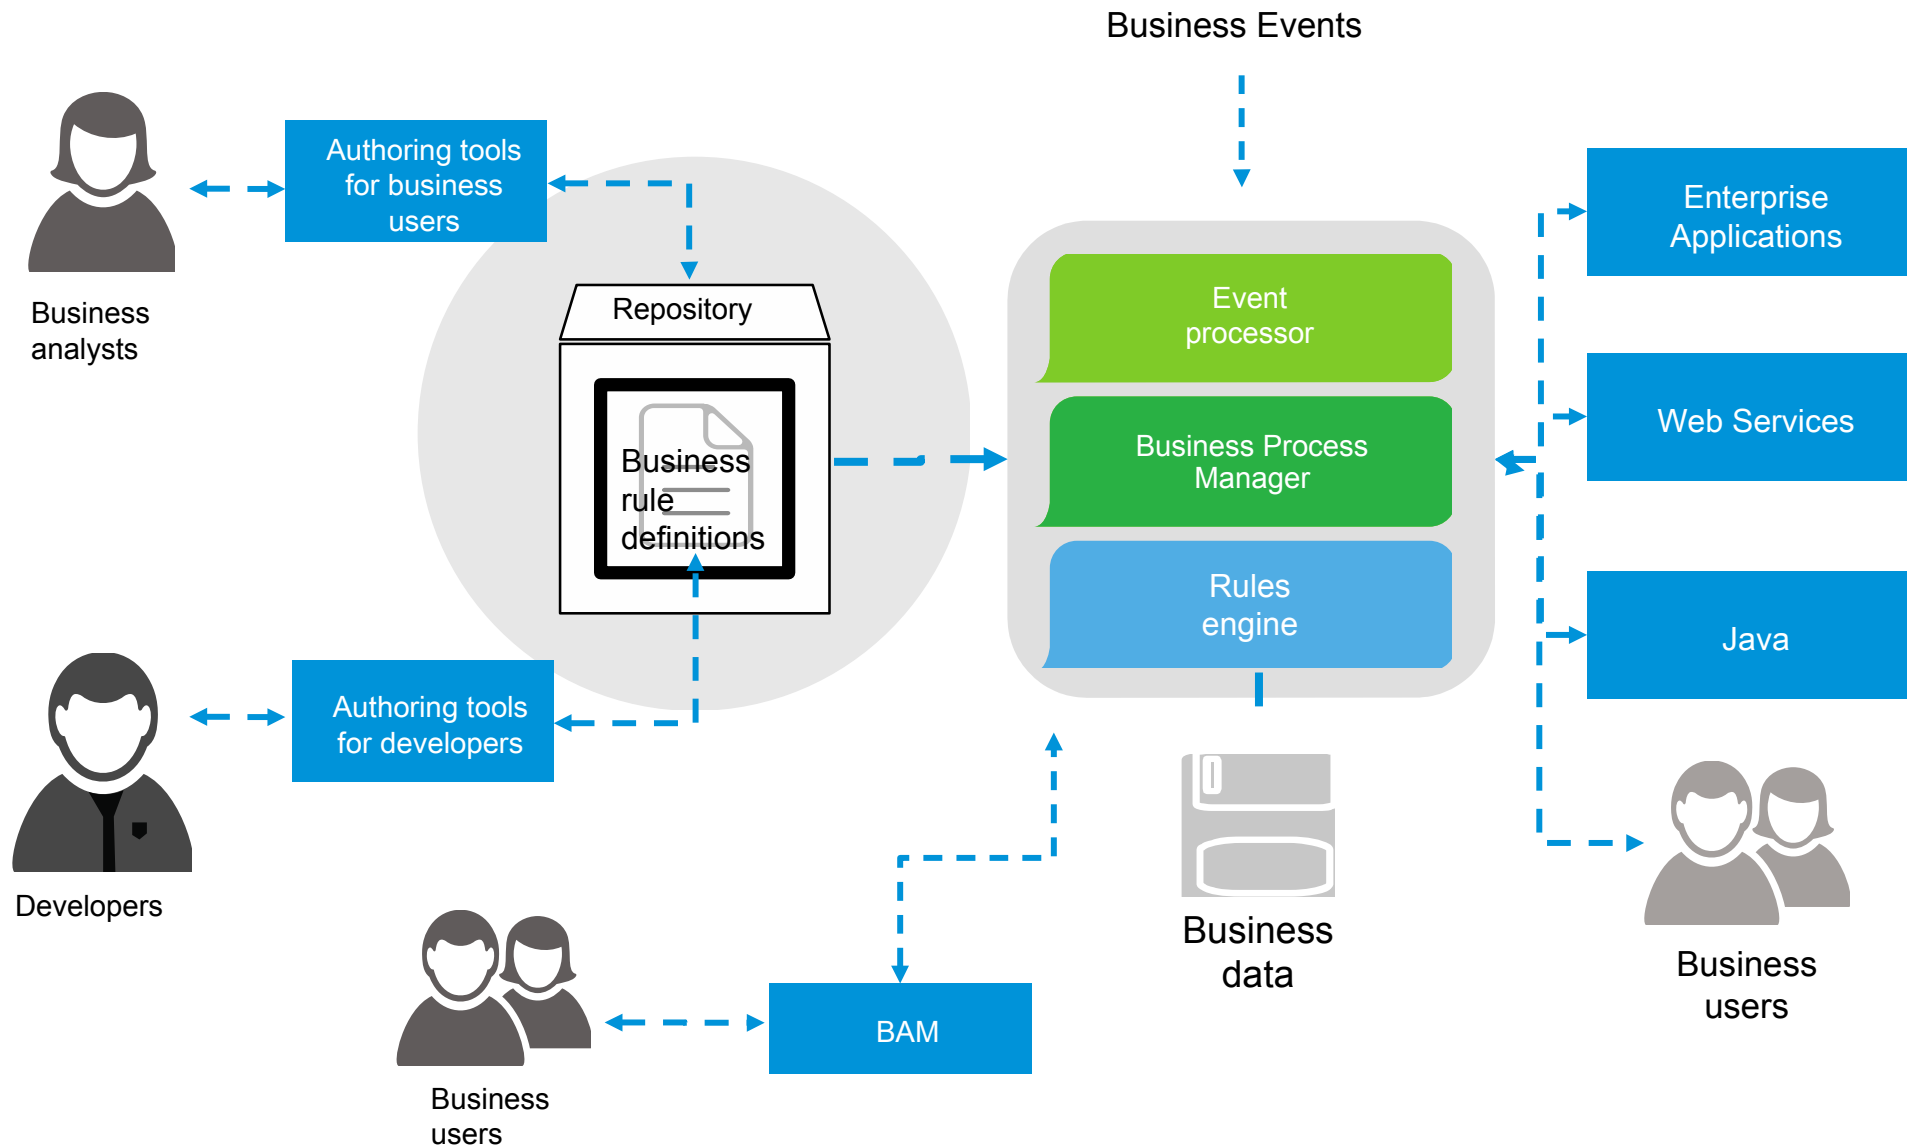 Business Events
Authoring tools
for business
users
Business
analysts
Repository
Business
rule
definitions
Event
processor
Business Process
Manager
Rules
engine
Enterprise
Applications
Web Services
Java
Authoring tools
for developers
Developers
Business
data
Business
users
BAM
Business
users